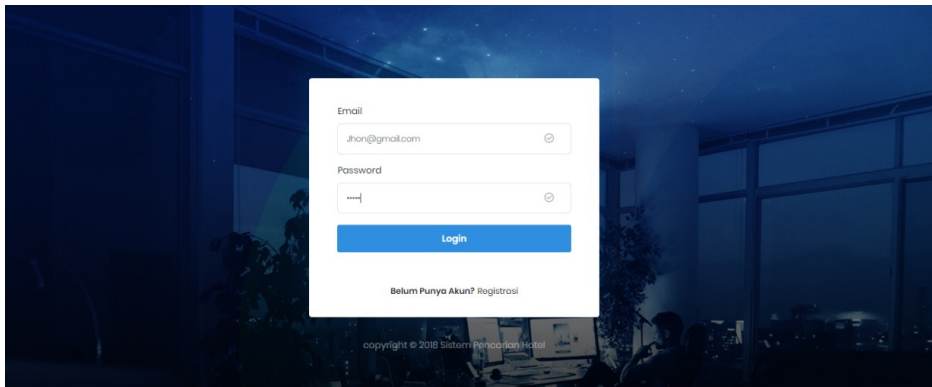 Email
Jhon@gmail.com
Password
•••••
Login
Belum Punya Akun? Registrasi
copyright © 2018 Sistem Pencarian Hotel